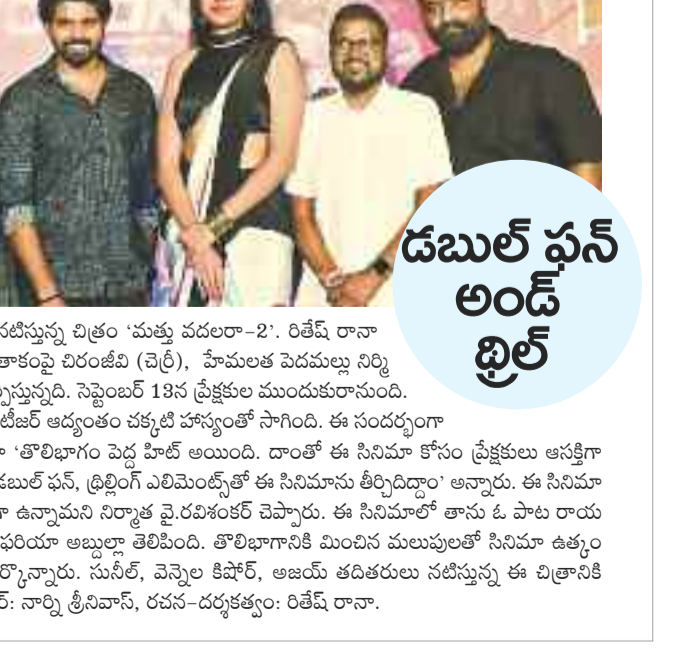 డబుల్ ఫన్
అండ్
థ్రిల్
నటిస్తున్న చిత్రం ‘మత్తు వదలరా-2’. రితేష్ రానా
తాకంపై చిరంజీవి (చెర్రీ), హేమలత పెదమల్లు నిర్మి
ప్పిస్తున్నది. సెప్టెంబర్ 13న ప్రేక్షకుల ముందుకురానుంది.
టీజర్ ఆద్యంతం చక్కటి హాస్యంతో సాగింది. ఈ సందర్భంగా
‘తొలిభాగం పెద్ద హిట్ అయింది. దాంతో ఈ సినిమా కోసం ప్రేక్షకులు ఆసక్తిగా
డబుల్ ఫన్, థ్రిల్లింగ్ ఎలిమెంట్స్‌తో ఈ సినిమాను తీర్చిదిద్దాం’ అన్నారు. ఈ సినిమా
ఉన్నామని నిర్మాత వై.రవిశంకర్ చెప్పారు. ఈ సినిమాలో తాను ఓ పాట రాయ
ఫరియా అబ్దుల్లా తెలిపింది. తొలిభాగానికి మించిన మలుపులతో సినిమా ఉత్కం
ర్కొన్నారు. సునీల్, వెన్నెల కిషోర్, అజయ్ తదితరులు నటిస్తున్న ఈ చిత్రానికి
ర్: నార్ని శ్రీనివాస్, రచన-దర్శకత్వం: రితేష్ రానా.